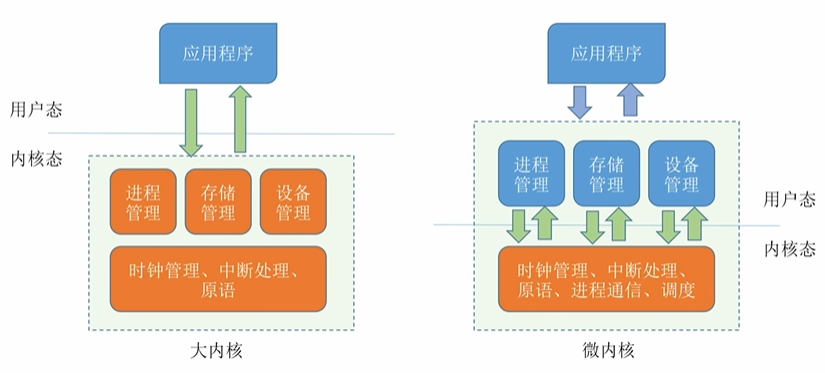 应用程序
用户态
内核态
进程
管理
存储
管理
设备
管理
时钟管理、中断处理、
原语
大内核
应用程序
进程
管理
存储
管理
设备
管理
用户态
内核态
时钟管理、中断处理、
原语、进程通信、调度
微内核